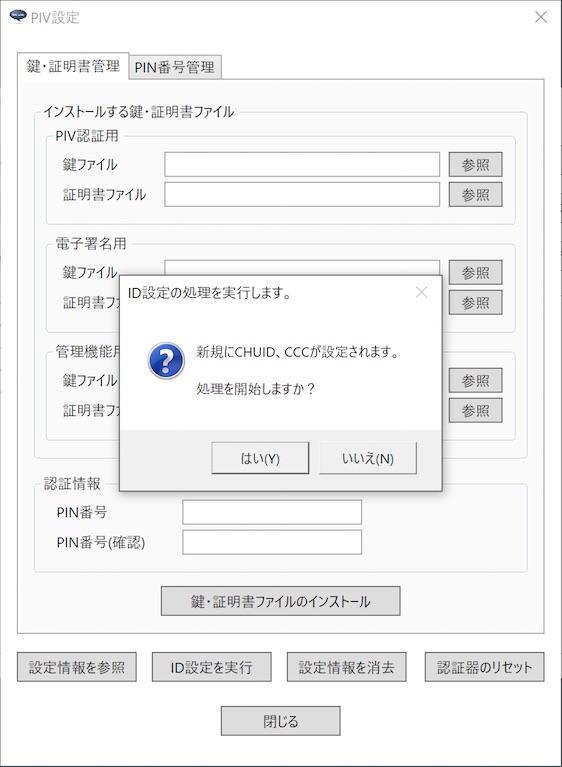 PIV設定
鍵・証明書管理
PIN番号管理
インストールする鍵・証明書ファイル
PIV認証用
鍵ファイル
参照
証明書ファイル
参照
電子署名用
鍵ファイル
参照
証明書ファ
参照
ID設定の処理を実行します。
新規にCHUID、CCCが設定されます。
処理を開始しますか？
はい(Y)
いいえ(N)
管理機能用
鍵ファイル
参照
証明書ファ
参照
認証情報
PIN番号
PIN番号(確認)
鍵・証明書ファイルのインストール
設定情報を参照
ID設定を実行
設定情報を消去
認証器のリセット
閉じる